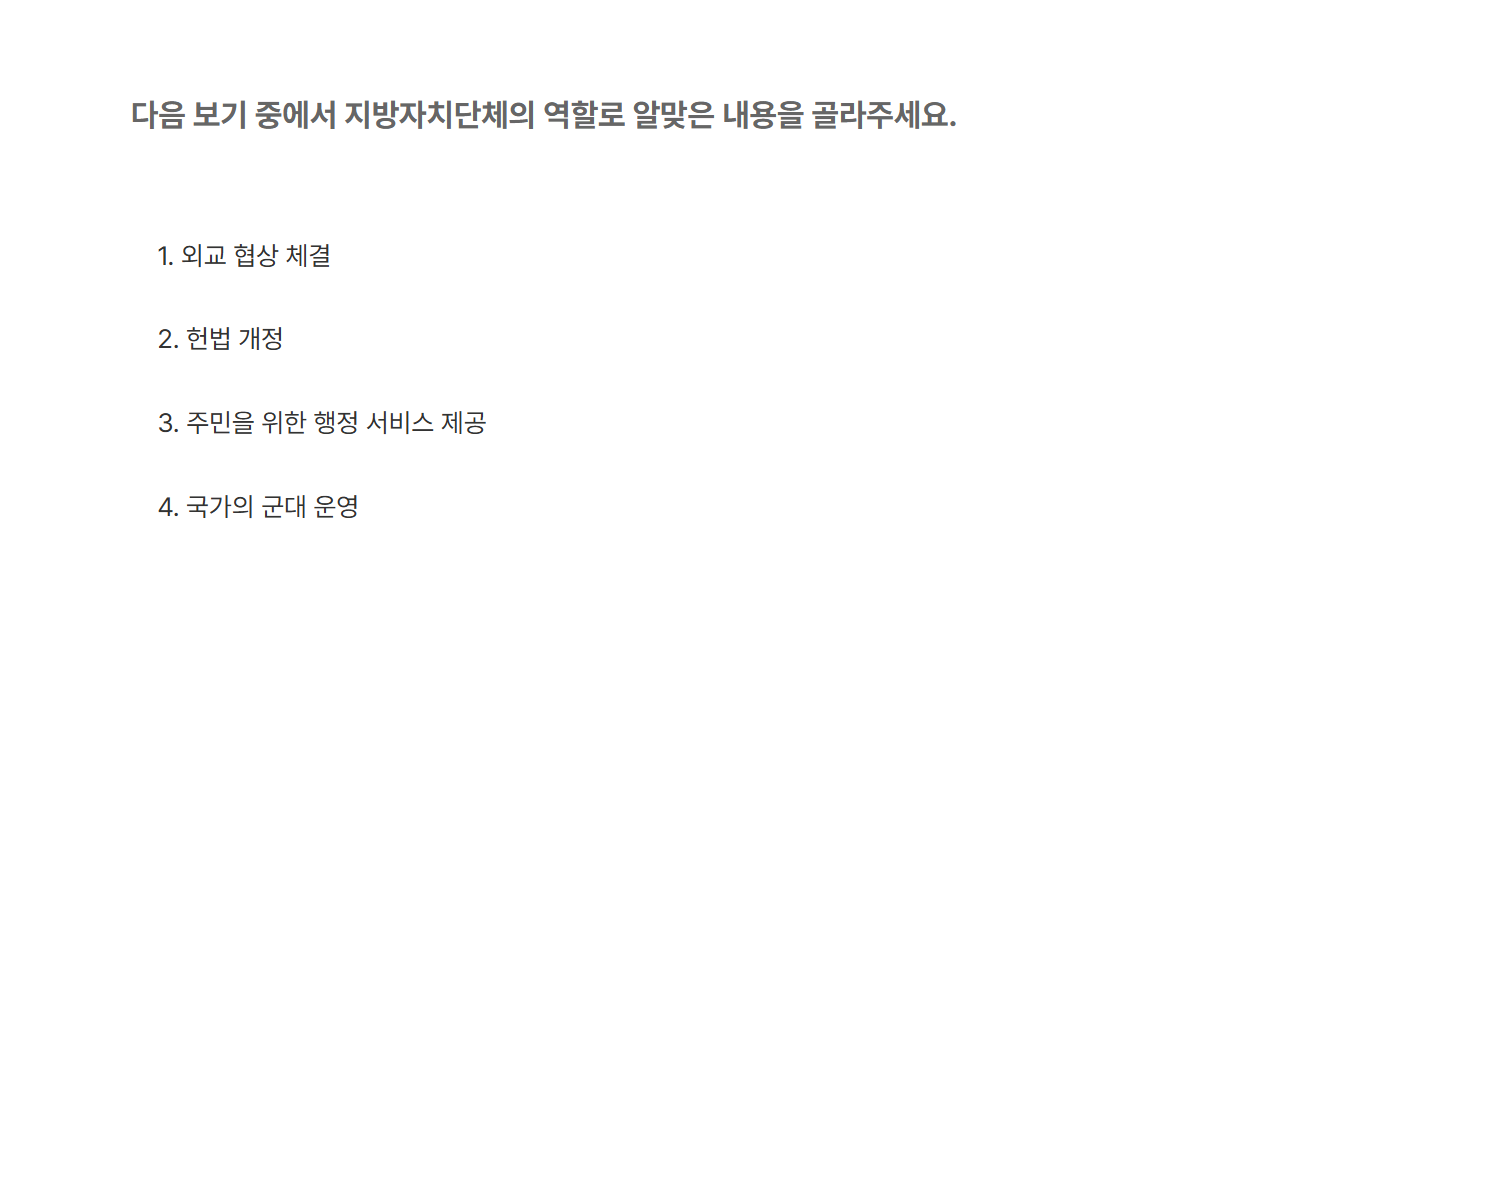 다음 보기 중에서 지방자치단체의 역할로 알맞은 내용을 골라주세요.
1. 외교 협상 체결
2. 헌법 개정
3. 주민을 위한 행정 서비스 제공
4. 국가의 군대 운영